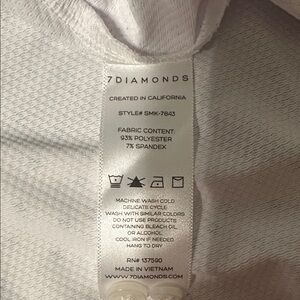 7DIAMONDS
CREATED IN CALIFORNIA
STYLE# SMK-7843
FABRIC CONTENT:
93% POLYESTER
7% SPANDEX
MACHINE WASH COLD
DELICATE CYCLE
WASH WITH SIMILAR COLORS
DO NOT USE PRODUCTS
CONTAINING BLEACH OIL
OR ALCOHOL
COOL IRON IF NEEDED
HANG TO DRY
RN# 137590
MADE IN VIETNAM
WWW.7DIAMONDS.COM